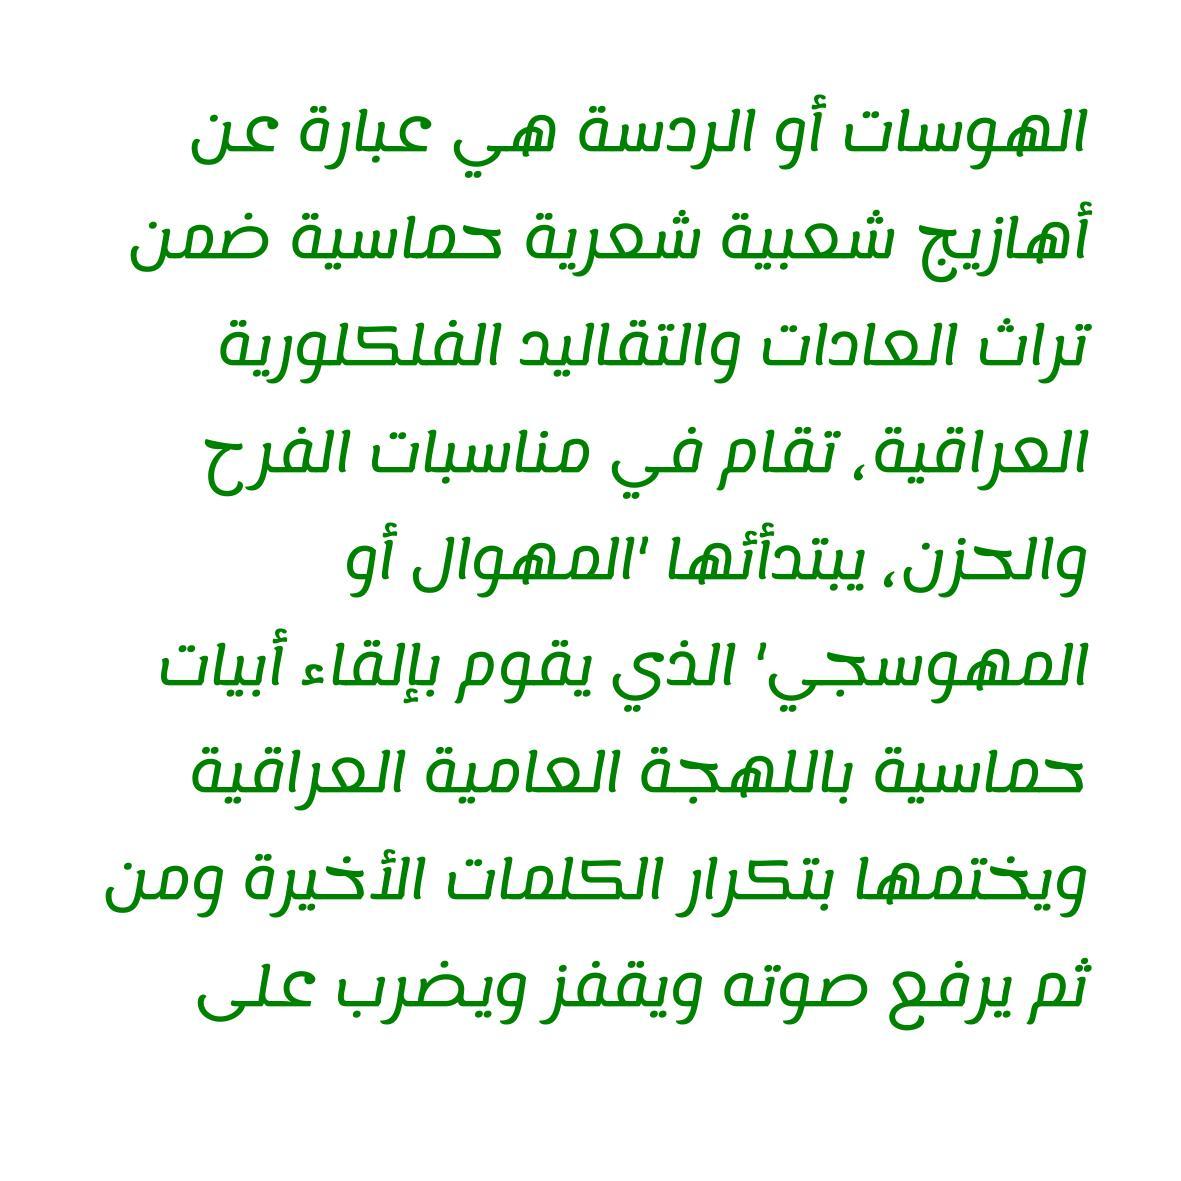 الهوسات أو الردسة هي عبارة عن
أهازيج شعبية شعرية حماسية ضمن
تراث العادات والتقاليد الفلكلورية
العراقية، تقام في مناسبات الفرح
والحزن، يبتدأئها 'المهوال أو
المهوسجي' الذي يقوم بإلقاء أبيات
حماسية باللهجة العامية العراقية
ويختمها بتكرار الكلمات الأخيرة ومن
ثم يرفع صوته ويقفز ويضرب على